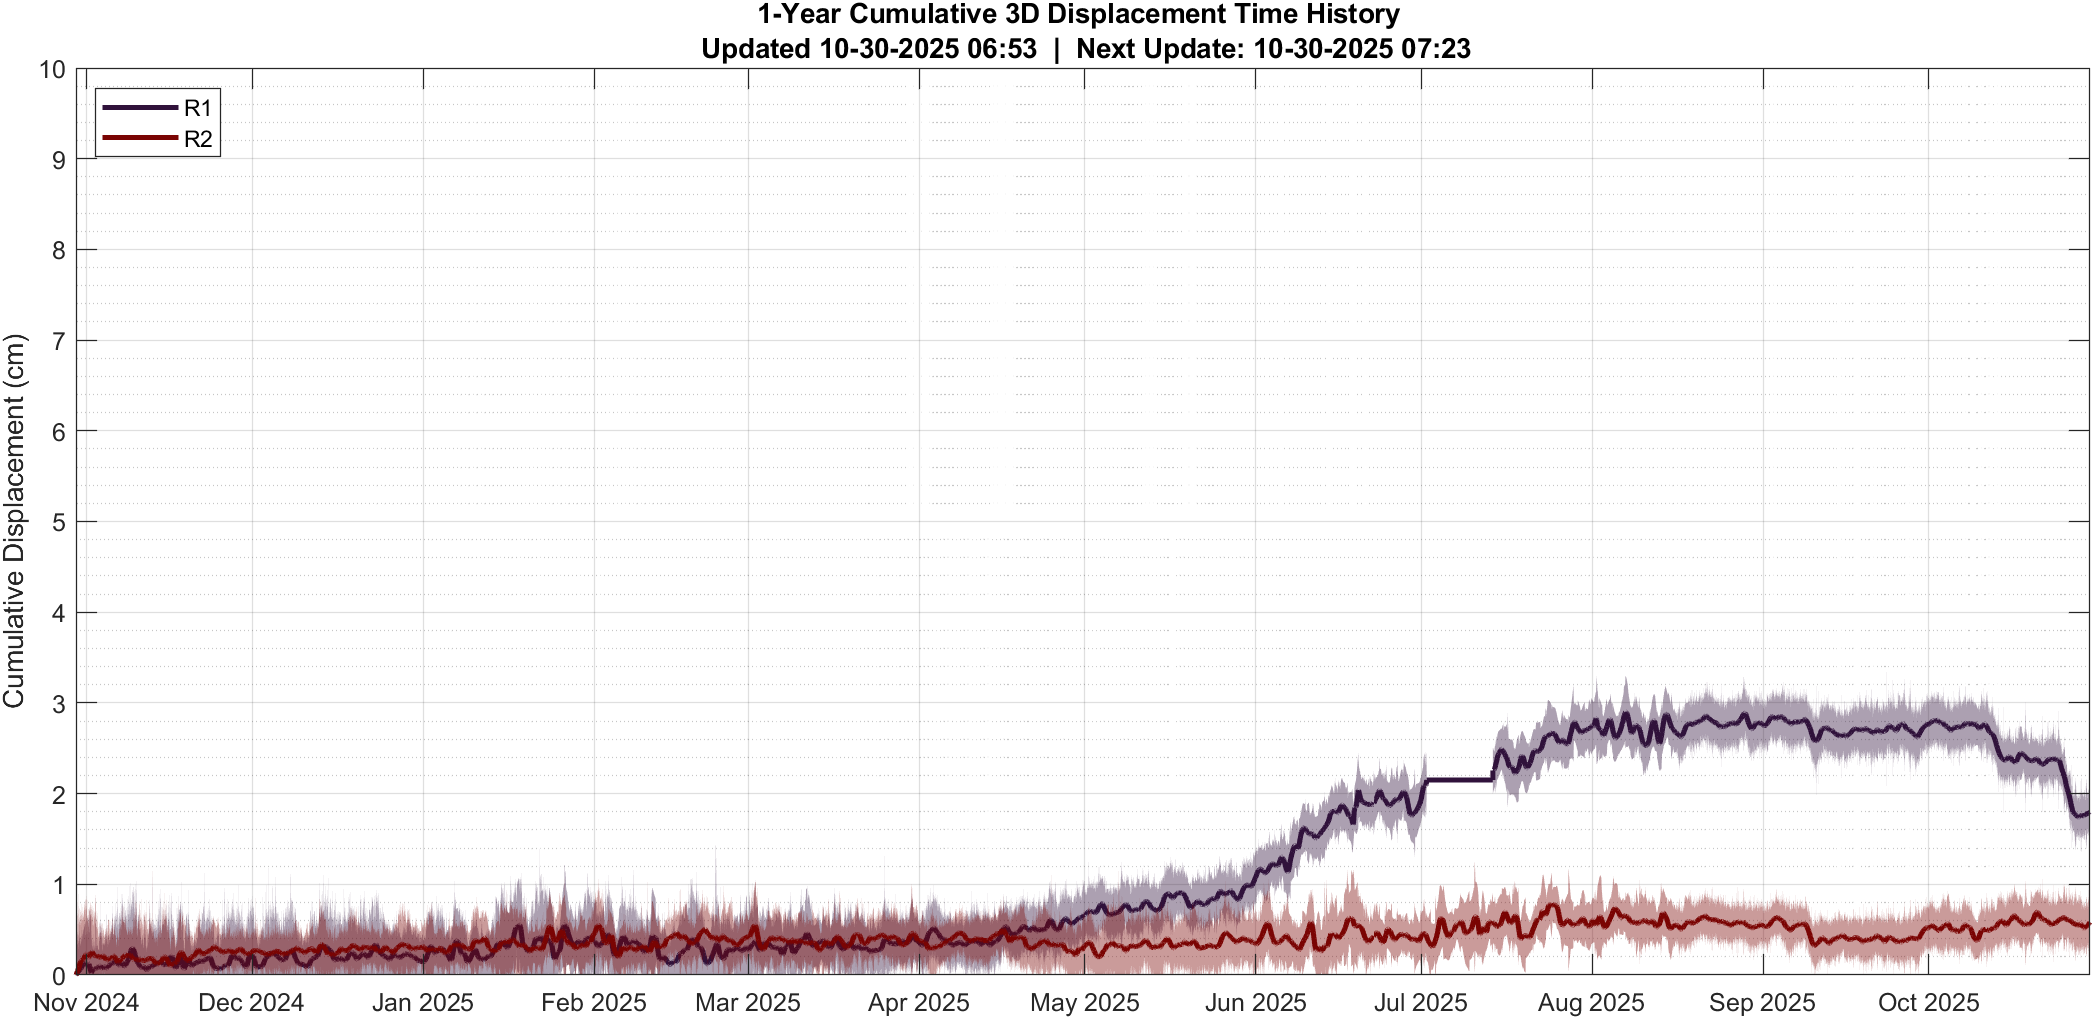 1-Year Cumulative 3D Displacement Time History
Updated 10-30-2025 06:53 | Next Update: 10-30-2025 07:23
R1
R2
Cumulative Displacement (cm)
10
9
8
7
6
5
4
3
2
1
0
Nov 2024
Dec 2024
Jan 2025
Feb 2025
Mar 2025
Apr 2025
May 2025
Jun 2025
Jul 2025
Aug 2025
Sep 2025
Oct 2025